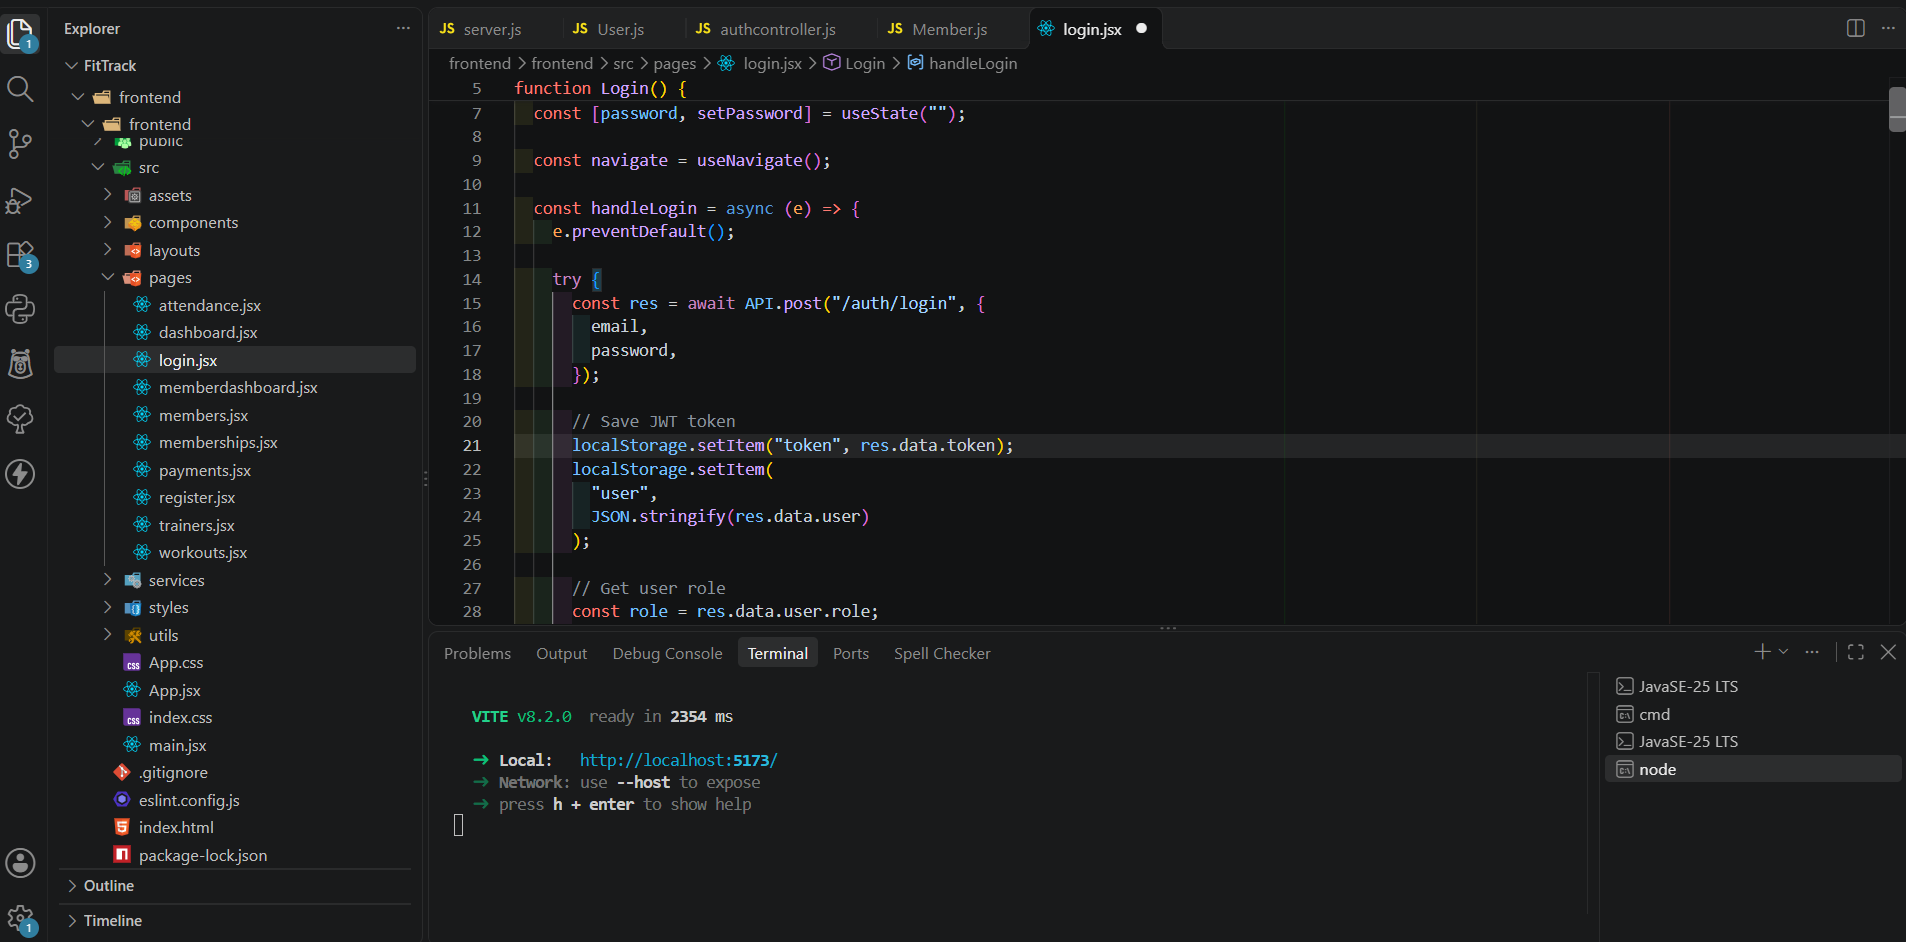 Explorer
FitTrack
frontend
frontend
public
src
assets
components
layouts
pages
attendance.jsx
dashboard.jsx
login.jsx
memberdashboard.jsx
members.jsx
memberships.jsx
payments.jsx
register.jsx
trainers.jsx
workouts.jsx
services
styles
utils
App.css
App.jsx
index.css
main.jsx
.gitignore
eslint.config.js
index.html
package-lock.json
Outline
Timeline
1
3
1
JS server.js JS User.js JS authcontroller.js JS Member.js login.jsx
frontend > frontend > src > pages > login.jsx > Login > handleLogin
5 function Login() {
7 const [password, setPassword] = useState("");
8
9 const navigate = useNavigate();
10
11 const handleLogin = async (e) => {
12 e.preventDefault();
13
14 try {
15 const res = await API.post("/auth/login", {
16 email,
17 password,
18 });
19
20 // Save JWT token
21 localStorage.setItem("token", res.data.token);
22 localStorage.setItem(
23 "user",
24 JSON.stringify(res.data.user)
25 );
26
27 // Get user role
28 const role = res.data.user.role;
Problems Output Debug Console Terminal Ports Spell Checker
VITE v8.2.0 ready in 2354 ms
➜ Local: http://localhost:5173/
➜ Network: use --host to expose
➜ press h + enter to show help
JavaSE-25 LTS
cmd
JavaSE-25 LTS
node